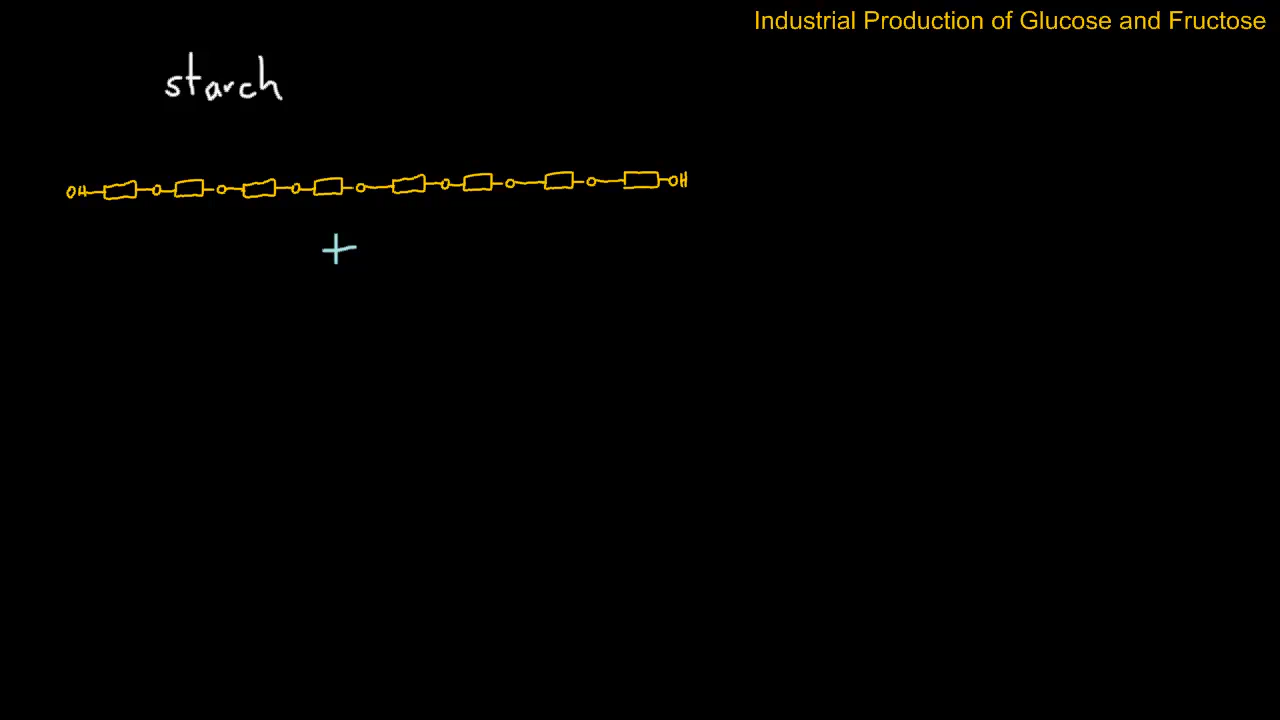 Industrial Production of Glucose and Fructose
starch
OH-▭-O-▭-O-▭-O-▭-O-▭-O-▭-O-▭-O-▭-OH
+